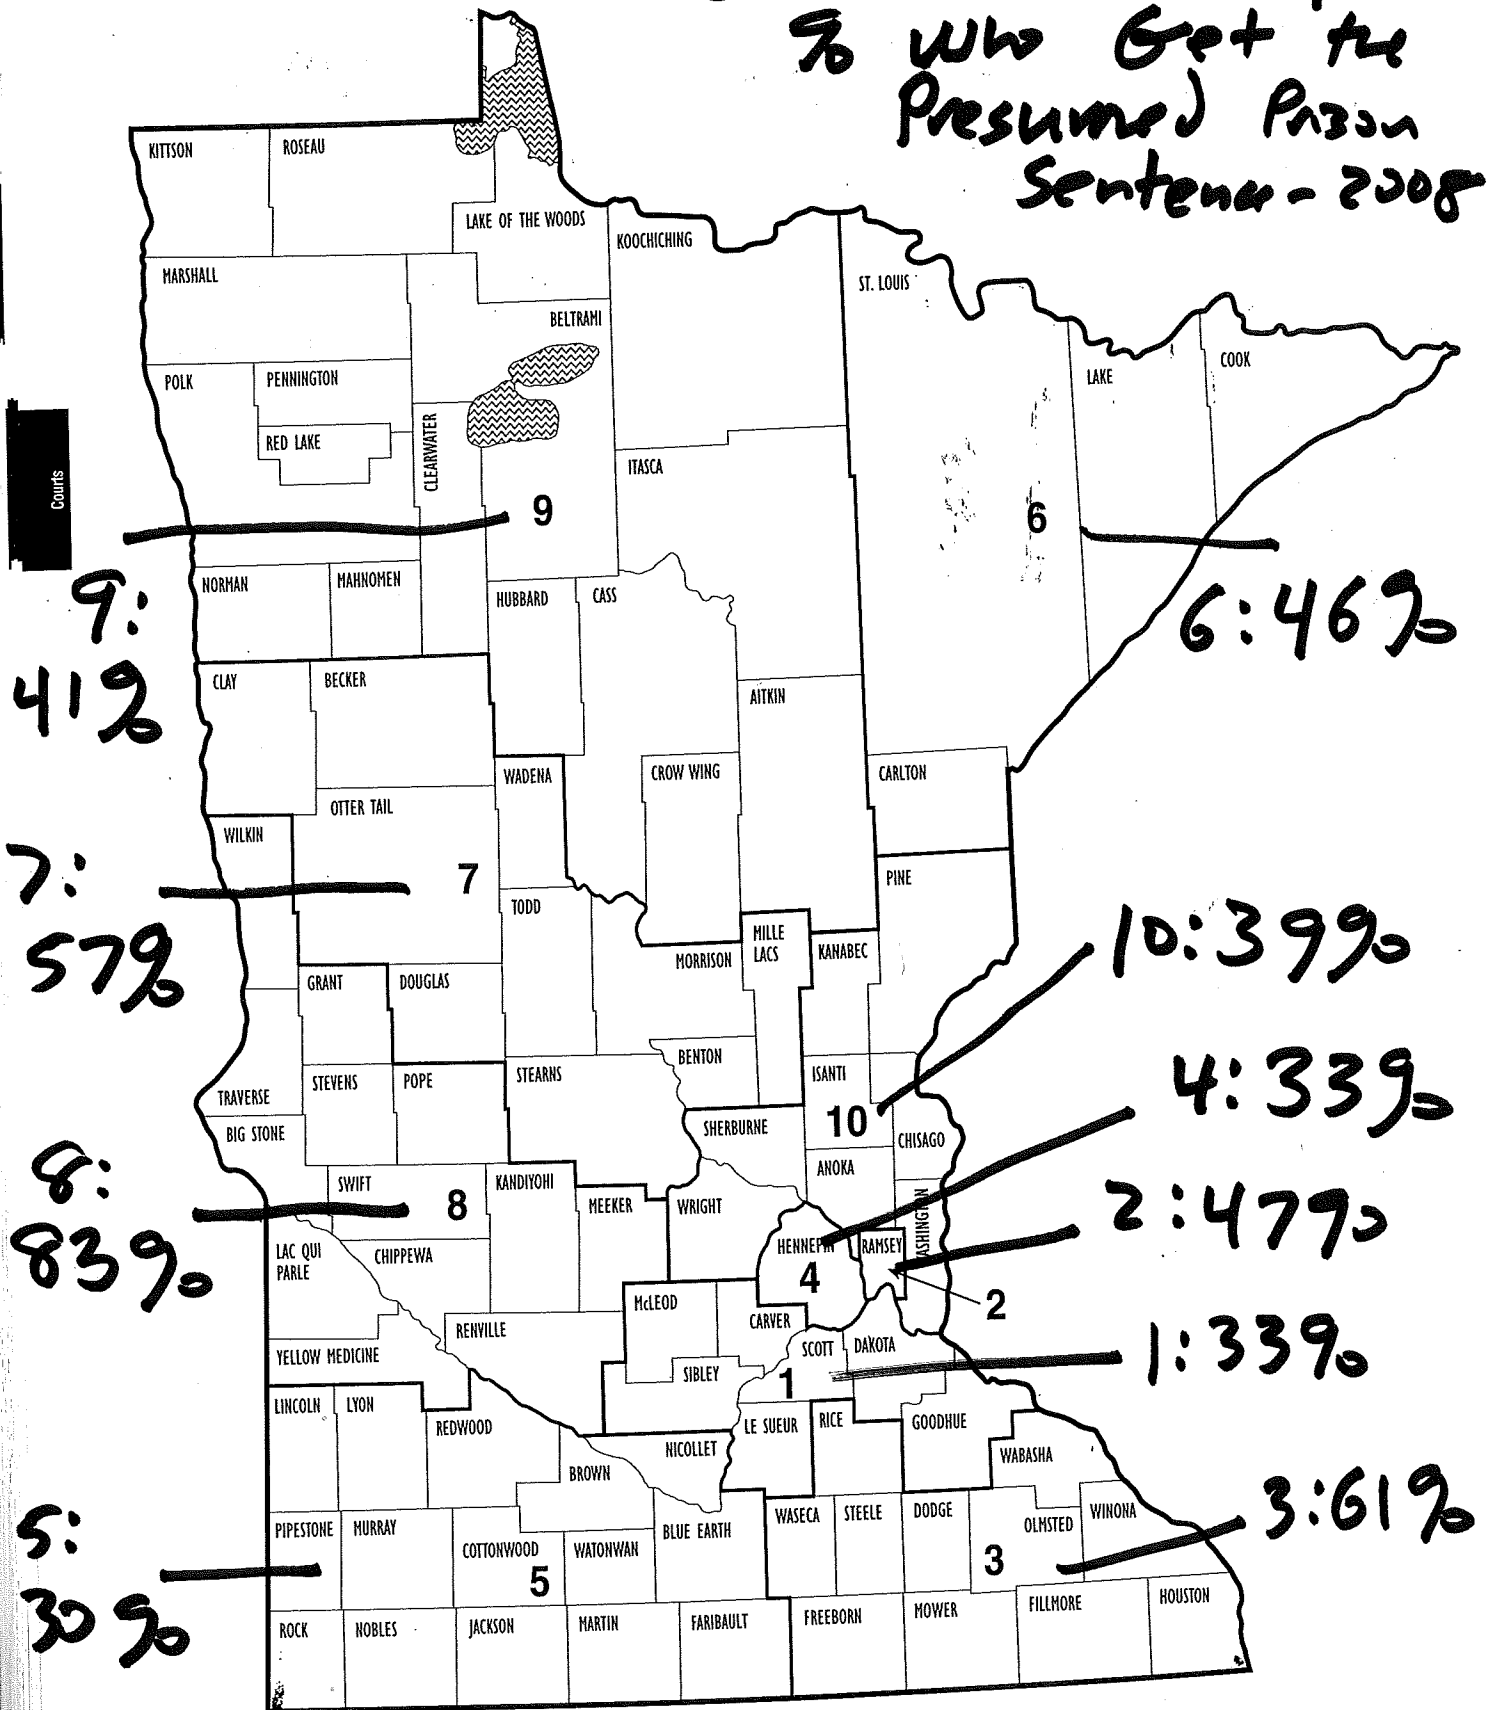 % Who Get the
Presumed Prison
Sentence - 2008
KITTSON
ROSEAU
LAKE OF THE WOODS
KOOCHICHING
MARSHALL
ST. LOUIS
BELTRAMI
COOK
LAKE
POLK
PENNINGTON
RED LAKE
CLEARWATER
ITASCA
Courts
9
6
9:
41%
6:46%
NORMAN
MAHNOMEN
HUBBARD
CASS
CLAY
BECKER
AITKIN
WADENA
CROW WING
CARLTON
OTTER TAIL
WILKIN
7
7:
57%
PINE
TODD
MILLE
LACS
KANABEC
MORRISON
10:39%
GRANT
DOUGLAS
BENTON
ISANTI
STEARNS
STEVENS
POPE
TRAVERSE
4:33%
10
SHERBURNE
BIG STONE
CHISAGO
ANOKA
8:
83%
SWIFT
8
KANDIYOHI
MEEKER
WRIGHT
WASHINGTON
2:47%
LAC QUI
PARLE
CHIPPEWA
HENNEPIN
4
RAMSEY
2
McLEOD
CARVER
RENVILLE
YELLOW MEDICINE
SCOTT
DAKOTA
1:33%
SIBLEY
1
LINCOLN
LYON
REDWOOD
LE SUEUR
RICE
GOODHUE
NICOLLET
WABASHA
BROWN
3:61%
PIPESTONE
MURRAY
BLUE EARTH
WASECA
STEELE
DODGE
OLMSTED
WINONA
COTTONWOOD
WATONWAN
5
3
5:
30%
ROCK
NOBLES
JACKSON
MARTIN
FARIBAULT
FREEBORN
MOWER
FILLMORE
HOUSTON